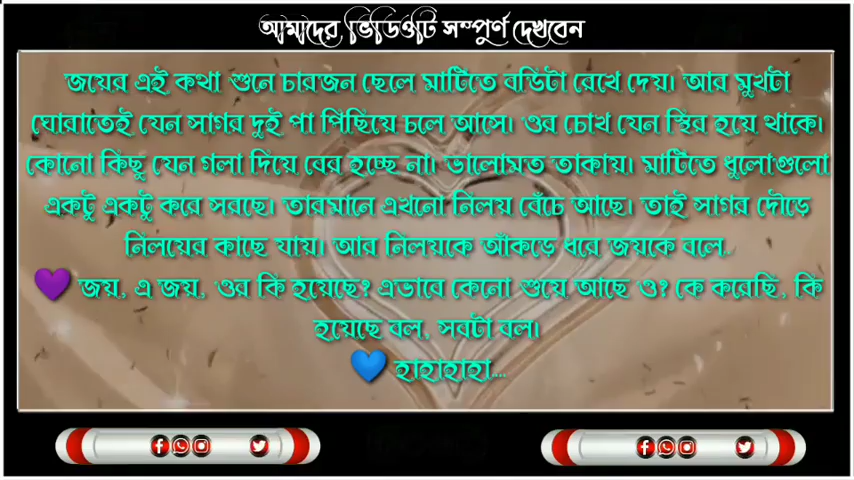 আমাদের ভিডিওটি সম্পুর্ণ দেখবেন
জয়ের এই কথা শুনে চারজন ছেলে মাটিতে বডিটা রেখে দেয়। আর মুখটা
ঘোরাতেই যেন সাগর দুই পা পিছিয়ে চলে আসে। ওর চোখ যেন স্থির হয়ে থাকে।
কোনো কিছু যেন গলা দিয়ে বের হচ্ছে না। ভালোমত তাকায়। মাটিতে ধুলোগুলো
একটু একটু করে সরছে। তারমানে এখনো নিলয় বেঁচে আছে। তাই সাগর দৌড়ে
নিলয়ের কাছে যায়। আর নিলয়কে আঁকড়ে ধরে জয়কে বলে.
💜 জয়, এ জয়, ওর কি হয়েছে? এভাবে কেনো শুয়ে আছে ও? কে করেছি, কি
হয়েছে বল, সবটা বল।
💙 হাহাহাহা...